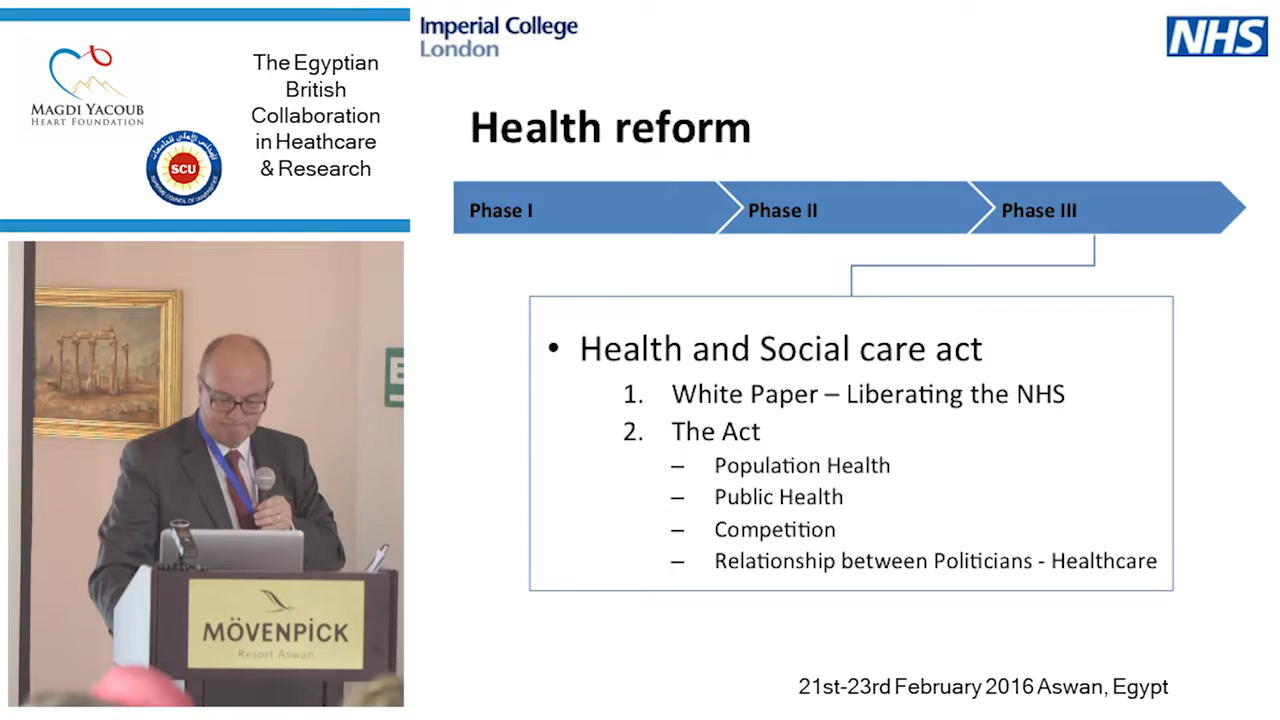 The Egyptian
British
Collaboration
in Heathcare
& Research
MAGDI YACOUB
HEART FOUNDATION
SCU
Imperial College
London
NHS
Health reform
Phase I
Phase II
Phase III
• Health and Social care act
1. White Paper – Liberating the NHS
2. The Act
– Population Health
– Public Health
– Competition
– Relationship between Politicians - Healthcare
MÖVENPICK
Resort Aswan
21st-23rd February 2016 Aswan, Egypt